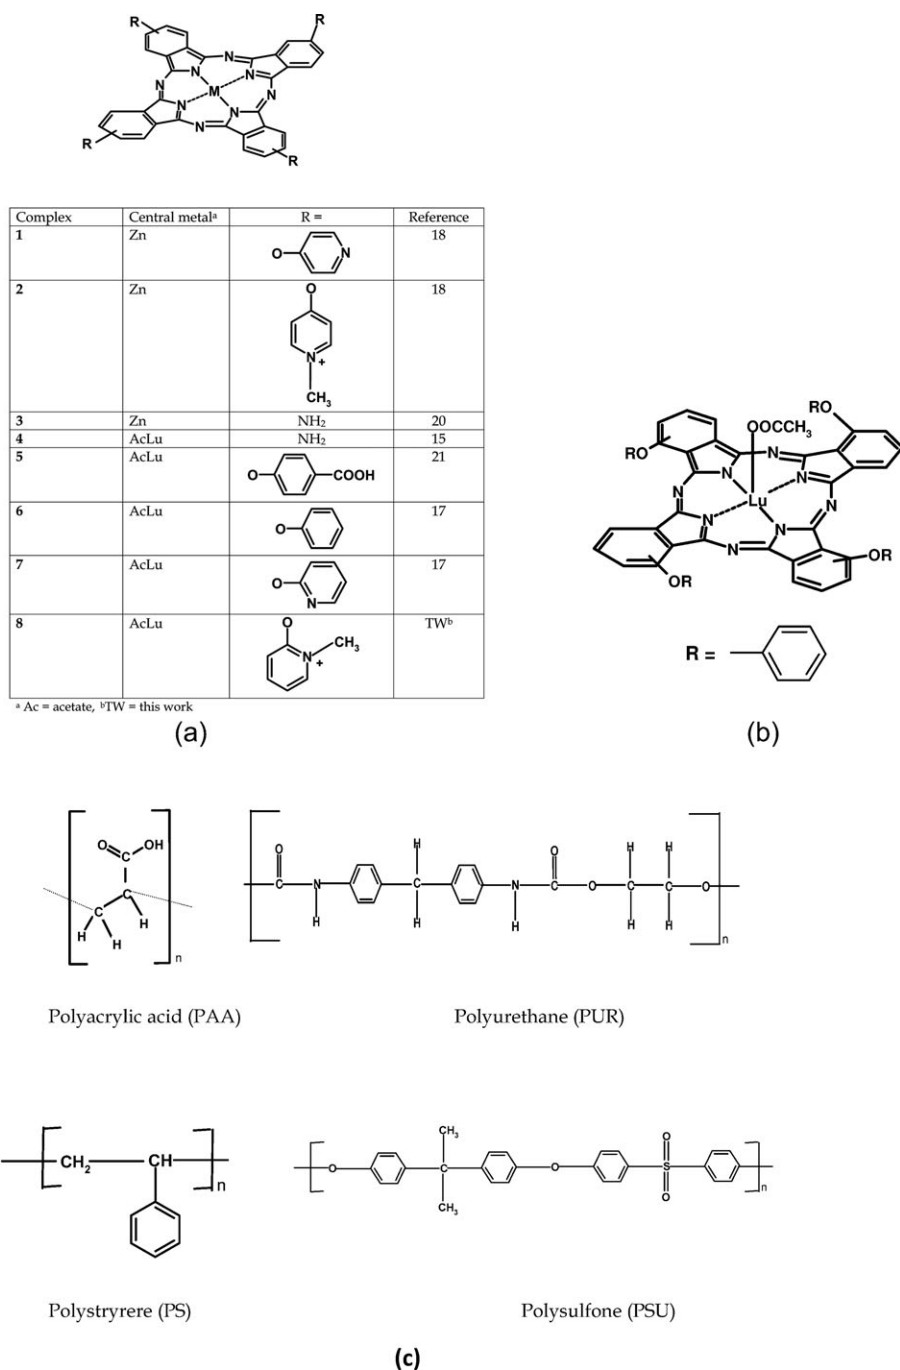 R R
N N N N N N N N M
R R
Complex Central metalᵃ R = Reference
1 Zn O N 18
2 Zn O N + CH₃ 18
3 Zn NH₂ 20
4 AcLu NH₂ 15
5 AcLu O COOH 21
6 AcLu O 17
7 AcLu O N 17
8 AcLu O N + CH₃ TWᵇ
ᵃ Ac = acetate, ᵇTW = this work
(a)
RO RO OOCCH₃
N N N N N N N N Lu
OR OR
R =
(b)
O OH
C
C C
H H H
n
O H O H H
C N C N C O C C O
H H H H H
n
Polyacrylic acid (PAA)
Polyurethane (PUR)
CH₂ CH
n
CH₃ O
O O S
CH₃ O
n
Polystryrere (PS)
Polysulfone (PSU)
(c)